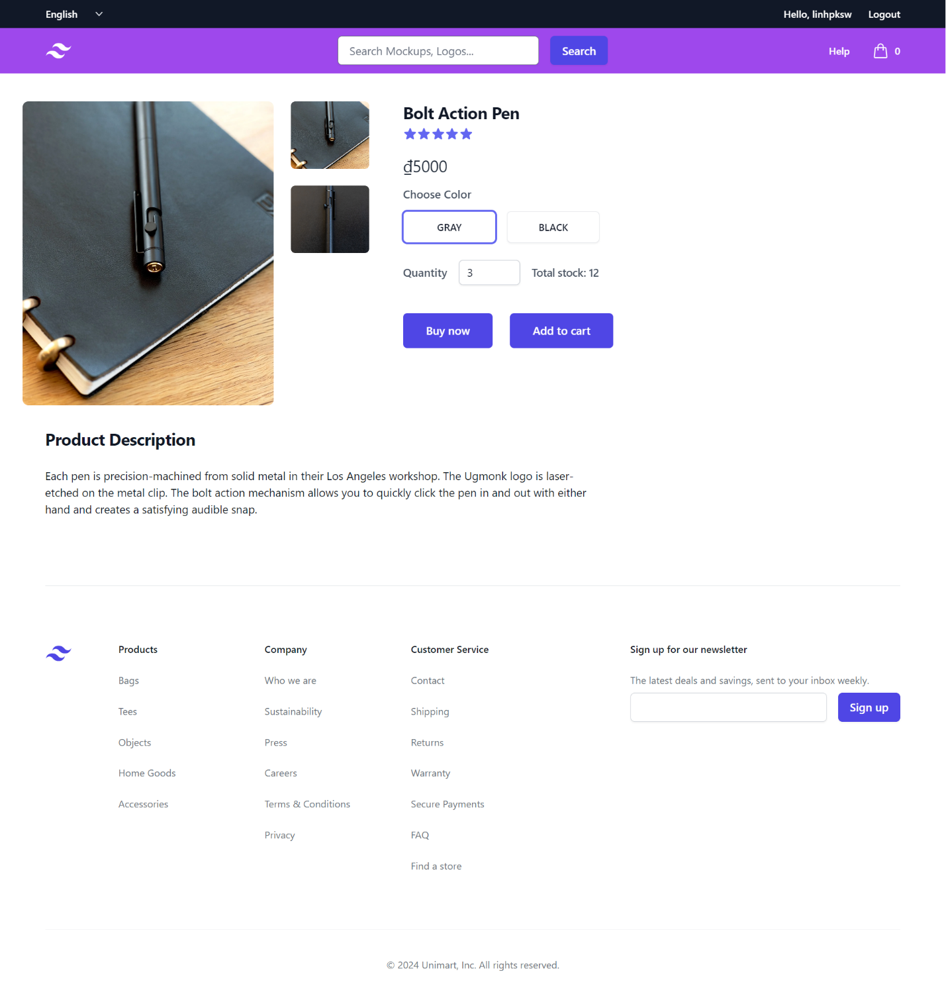 English
Hello, linhpksw
Logout
Search Mockups, Logos...
Search
Help
0
Bolt Action Pen
₫5000
Choose Color
GRAY
BLACK
Quantity
3
Total stock: 12
Buy now
Add to cart
Product Description
Each pen is precision-machined from solid metal in their Los Angeles workshop. The Ugmonk logo is laser-
etched on the metal clip. The bolt action mechanism allows you to quickly click the pen in and out with either
hand and creates a satisfying audible snap.
Products
Bags
Tees
Objects
Home Goods
Accessories
Company
Who we are
Sustainability
Press
Careers
Terms & Conditions
Privacy
Customer Service
Contact
Shipping
Returns
Warranty
Secure Payments
FAQ
Find a store
Sign up for our newsletter
The latest deals and savings, sent to your inbox weekly.
Sign up
© 2024 Unimart, Inc. All rights reserved.